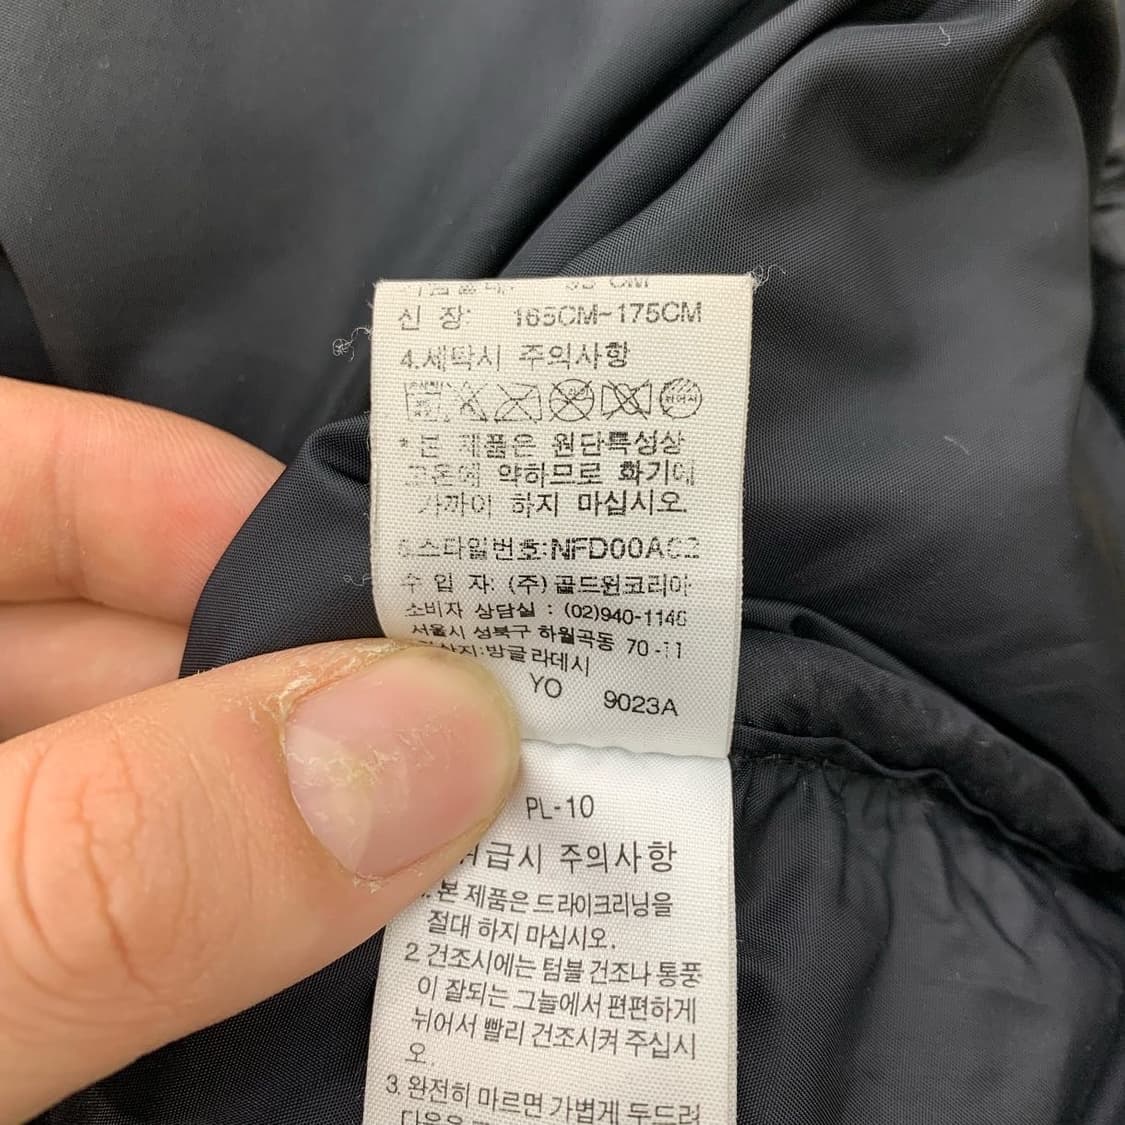 신 장: 165CM~175CM
4.세탁시 주의사항
* 본 제품은 원단특성상
고온에 약하므로 화기에
가까이 하지 마십시오.
스타일번호:NFD00A62
수 입 자: (주) 골드윈코리아
소비자 상담실 : (02)940-1146
서울시 성북구 하월곡동 70-11
방글라데시
YO 9023A
PL-10
급시 주의사항
본 제품은 드라이크리닝을
절대 하지 마십시오.
2 건조시에는 텀블 건조나 통풍
이 잘되는 그늘에서 편편하게
뉘어서 빨리 건조시켜 주십시
오.
3. 완전히 마르면 가볍게 두드려